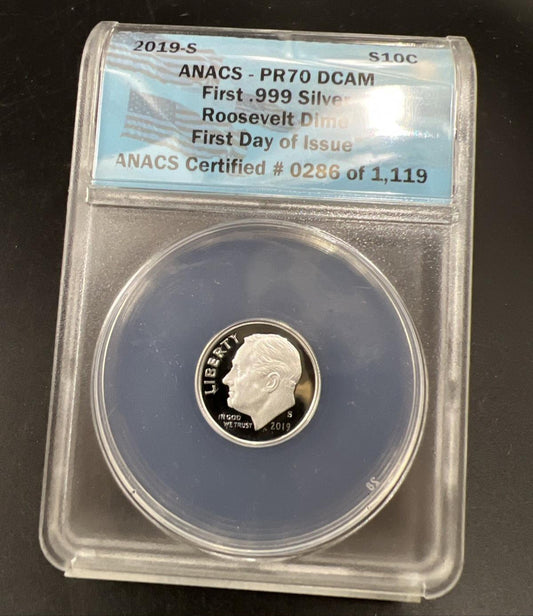 2019-S S10C
ANACS - PR70 DCAM
First .999 Silver
Roosevelt Dime
First Day of Issue
ANACS Certified # 0286 of 1,119
LIBERTY
IN GOD
WE TRUST
S
2019